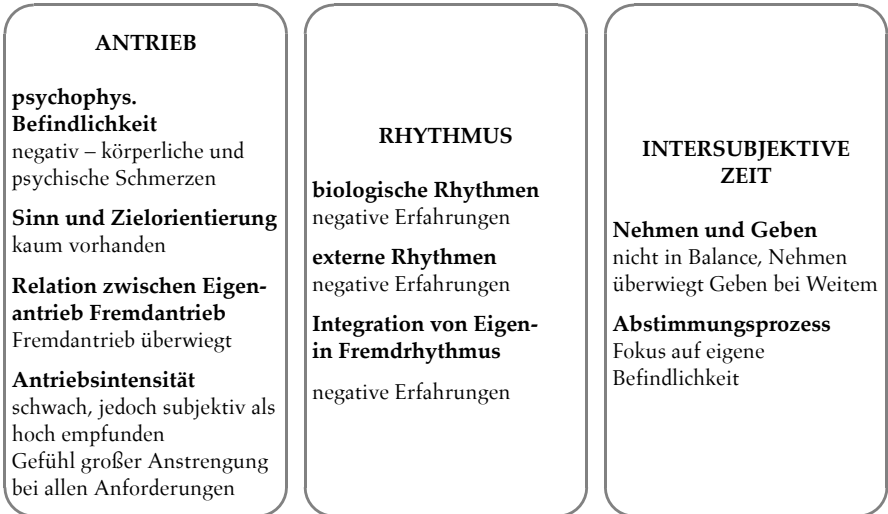 ANTRIEB
psychophys.
Befindlichkeit
negativ – körperliche und
psychische Schmerzen
Sinn und Zielorientierung
kaum vorhanden
Relation zwischen Eigen-
antrieb Fremdantrieb
Fremdantrieb überwiegt
Antriebsintensität
schwach, jedoch subjektiv als
hoch empfunden
Gefühl großer Anstrengung
bei allen Anforderungen
RHYTHMUS
biologische Rhythmen
negative Erfahrungen
externe Rhythmen
negative Erfahrungen
Integration von Eigen-
in Fremdrhythmus
negative Erfahrungen
INTERSUBJEKTIVE
ZEIT
Nehmen und Geben
nicht in Balance, Nehmen
überwiegt Geben bei Weitem
Abstimmungsprozess
Fokus auf eigene
Befindlichkeit